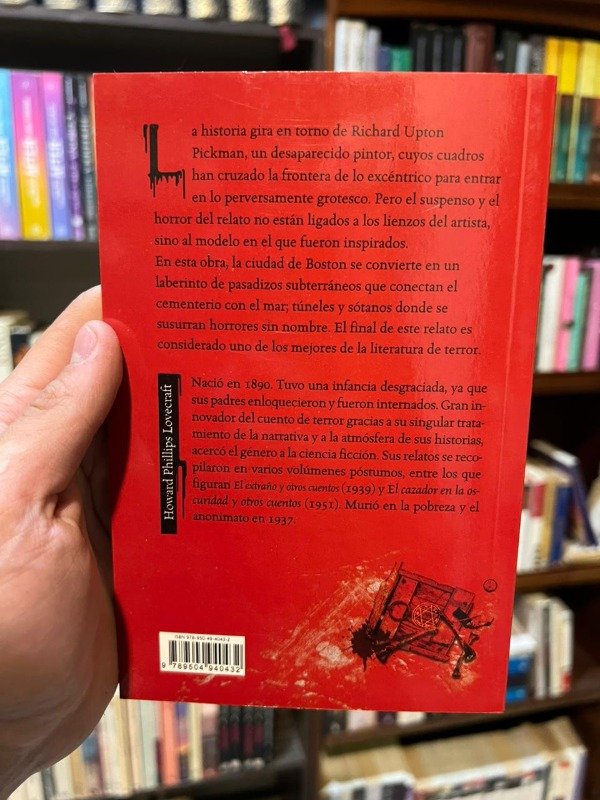 La historia gira en torno de Richard Upton
Pickman, un desaparecido pintor, cuyos cuadros
han cruzado la frontera de lo excéntrico para entrar
en lo perversamente grotesco. Pero el suspenso y el
horror del relato no están ligados a los lienzos del artista,
sino al modelo en el que fueron inspirados.
En esta obra, la ciudad de Boston se convierte en un
laberinto de pasadizos subterráneos que conectan el
cementerio con el mar; túneles y sótanos donde se
susurran horrores sin nombre. El final de este relato es
considerado uno de los mejores de la literatura de terror.
Howard Phillips Lovecraft
Nació en 1890. Tuvo una infancia desgraciada, ya que
sus padres enloquecieron y fueron internados. Gran in-
novador del cuento de terror gracias a su singular trata-
miento de la narrativa y a la atmósfera de sus historias,
acercó el género a la ciencia ficción. Sus relatos se reco-
pilaron en varios volúmenes póstumos, entre los que
figuran El extraño y otros cuentos (1939) y El cazador en la os-
curidad y otros cuentos (1951). Murió en la pobreza y el
anonimato en 1937.
ISBN 978-950-49-4043-2
9 789504 940432